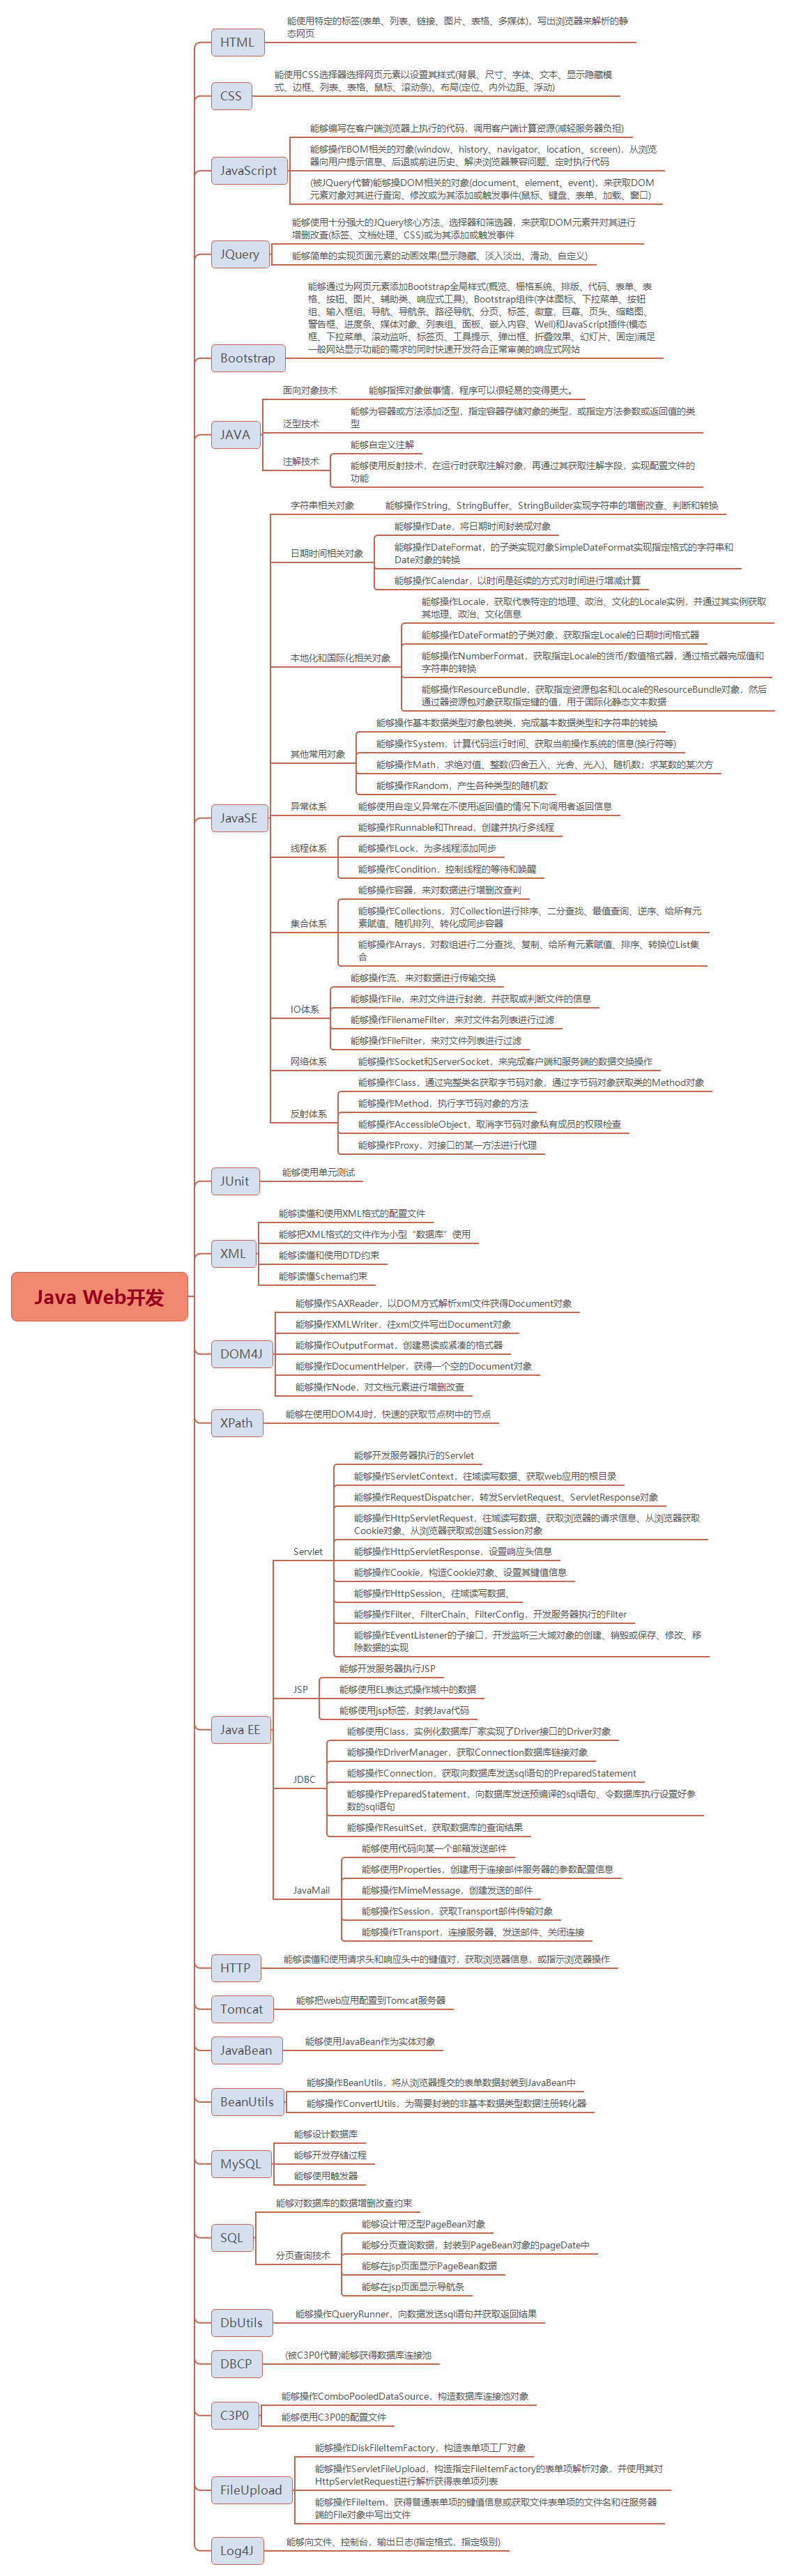 Java Web开发
HTML
能使用特定的标签(表单、列表、链接、图片、表格、多媒体)，写出浏览器来解析的静
态网页
CSS
能使用CSS选择器选择网页元素以设置其样式(背景、尺寸、字体、文本、显示隐藏模
式、边框、列表、表格、鼠标、滚动条)、布局(定位、内外边距、浮动)
JavaScript
能够编写在客户端浏览器上执行的代码，调用客户端计算资源(减轻服务器负担)
能够操作BOM相关的对象(window、history、navigator、location、screen)，从浏览
器向用户提示信息、后退或前进历史、解决浏览器兼容问题、定时执行代码
(被JQuery代替)能够操DOM相关的对象(document、element、event)，来获取DOM
元素对象对其进行查询、修改或为其添加或触发事件(鼠标、键盘、表单、加载、窗口)
JQuery
能够使用十分强大的JQuery核心方法、选择器和筛选器，来获取DOM元素并对其进行
增删改查(标签、文档处理、CSS)或为其添加或触发事件
能够简单的实现页面元素的动画效果(显示隐藏、淡入淡出、滑动、自定义)
Bootstrap
能够通过为网页元素添加Bootstrap全局样式(概览、栅格系统、排版、代码、表单、表
格、按钮、图片、辅助类、响应式工具)、Bootstrap组件(字体图标、下拉菜单、按钮
组、输入框组、导航、导航条、路径导航、分页、标签、徽章、巨幕、页头、缩略图、
警告框、进度条、媒体对象、列表组、面板、嵌入内容、Well)和JavaScript插件(模态
框、下拉菜单、滚动监听、标签页、工具提示、弹出框、折叠效果、幻灯片、固定)满足
一般网站显示功能的需求的同时快速开发符合正常审美的响应式网站
JAVA
面向对象技术
能够指挥对象做事情，程序可以很轻易的变得更大。
泛型技术
能够为容器或方法添加泛型，指定容器存储对象的类型，或指定方法参数或返回值的类
型
注解技术
能够自定义注解
能够使用反射技术，在运行时获取注解对象，再通过其获取注解字段，实现配置文件的
功能
JavaSE
字符串相关对象
能够操作String、StringBuffer、StringBuilder实现字符串的增删改查、判断和转换
日期时间相关对象
能够操作Date，将日期时间封装成对象
能够操作DateFormat，的子类实现对象SimpleDateFormat实现指定格式的字符串和
Date对象的转换
能够操作Calendar，以时间是延续的方式对时间进行增减计算
本地化和国际化相关对象
能够操作Locale，获取代表特定的地理、政治、文化的Locale实例，并通过其实例获取
其地理、政治、文化信息
能够操作DateFormat的子类对象，获取指定Locale的日期时间格式器
能够操作NumberFormat，获取指定Locale的货币/数值格式器，通过格式器完成值和
字符串的转换
能够操作ResourceBundle，获取指定资源包名和Locale的ResourceBundle对象，然后
通过器资源包对象获取指定键的值，用于国际化静态文本数据
其他常用对象
能够操作基本数据类型对象包装类，完成基本数据类型和字符串的转换
能够操作System，计算代码运行时间、获取当前操作系统的信息(换行符等)
能够操作Math，求绝对值、整数(四舍五入、光舍、光入)、随机数；求某数的某次方
能够操作Random，产生各种类型的随机数
异常体系
能够使用自定义异常在不使用返回值的情况下向调用者返回信息
线程体系
能够操作Runnable和Thread，创建并执行多线程
能够操作Lock，为多线程添加同步
能够操作Condition，控制线程的等待和唤醒
集合体系
能够操作容器，来对数据进行增删改查判
能够操作Collections，对Collection进行排序、二分查找、最值查询、逆序、给所有元
素赋值、随机排列、转化成同步容器
能够操作Arrays，对数组进行二分查找、复制、给所有元素赋值、排序、转换位List集
合
IO体系
能够操作流，来对数据进行传输交换
能够操作File，来对文件进行封装，并获取或判断文件的信息
能够操作FilenameFilter，来对文件名列表进行过滤
能够操作FileFilter，来对文件列表进行过滤
网络体系
能够操作Socket和ServerSocket，来完成客户端和服务端的数据交换操作
反射体系
能够操作Class，通过完整类名获取字节码对象，通过字节码对象获取类的Method对象
能够操作Method，执行字节码对象的方法
能够操作AccessibleObject，取消字节码对象私有成员的权限检查
能够操作Proxy，对接口的某一方法进行代理
JUnit
能够使用单元测试
XML
能够读懂和使用XML格式的配置文件
能够把XML格式的文件作为小型“数据库”使用
能够读懂和使用DTD约束
能够读懂Schema约束
DOM4J
能够操作SAXReader，以DOM方式解析xml文件获得Document对象
能够操作XMLWriter，往xml文件写出Document对象
能够操作OutputFormat，创建易读或紧凑的格式器
能够操作DocumentHelper，获得一个空的Document对象
能够操作Node，对文档元素进行增删改查
XPath
能够在使用DOM4J时，快速的获取节点树中的节点
Java EE
Servlet
能够开发服务器执行的Servlet
能够操作ServletContext，往域读写数据、获取web应用的根目录
能够操作RequestDispatcher，转发ServletRequest、ServletResponse对象
能够操作HttpServletRequest，往域读写数据、获取浏览器的请求信息、从浏览器获取
Cookie对象、从浏览器获取或创建Session对象
能够操作HttpServletResponse，设置响应头信息
能够操作Cookie，构造Cookie对象、设置其键值信息
能够操作HttpSession、往域读写数据、
能够操作Filter、FilterChain、FilterConfig，开发服务器执行的Filter
能够操作EventListener的子接口，开发监听三大域对象的创建、销毁或保存、修改、移
除数据的实现
JSP
能够开发服务器执行JSP
能够使用EL表达式操作域中的数据
能够使用jsp标签，封装Java代码
JDBC
能够使用Class，实例化数据库厂家实现了Driver接口的Driver对象
能够操作DriverManager，获取Connection数据库链接对象
能够操作Connection，获取向数据库发送sql语句的PreparedStatement
能够操作PreparedStatement，向数据库发送预编译的sql语句、令数据库执行设置好参
数的sql语句
能够操作ResultSet，获取数据库的查询结果
JavaMail
能够使用代码向某一个邮箱发送邮件
能够使用Properties，创建用于连接邮件服务器的参数配置信息
能够操作MimeMessage，创建发送的邮件
能够操作Session，获取Transport邮件传输对象
能够操作Transport，连接服务器、发送邮件、关闭连接
HTTP
能够读懂和使用请求头和响应头中的键值对，获取浏览器信息，或指示浏览器操作
Tomcat
能够把web应用配置到Tomcat服务器
JavaBean
能够使用JavaBean作为实体对象
BeanUtils
能够操作BeanUtils，将从浏览器提交的表单数据封装到JavaBean中
能够操作ConvertUtils，为需要封装的非基本数据类型数据注册转化器
MySQL
能够设计数据库
能够开发存储过程
能够使用触发器
SQL
能够对数据库的数据增删改查约束
分页查询技术
能够设计带泛型PageBean对象
能够分页查询数据，封装到PageBean对象的pageDate中
能够在jsp页面显示PageBean数据
能够在jsp页面显示导航条
DbUtils
能够操作QueryRunner，向数据发送sql语句并获取返回结果
DBCP
(被C3P0代替)能够获得数据库连接池
C3P0
能够操作ComboPooledDataSource，构造数据库连接池对象
能够使用C3P0的配置文件
FileUpload
能够操作DiskFileItemFactory，构造表单项工厂对象
能够操作ServletFileUpload，构造指定FileItemFactory的表单项解析对象，并使用其对
HttpServletRequest进行解析获得表单项列表
能够操作FileItem，获得普通表单项的键值信息或获取文件表单项的文件名和往服务器
端的File对象中写出文件
Log4J
能够向文件、控制台，输出日志(指定格式，指定级别)